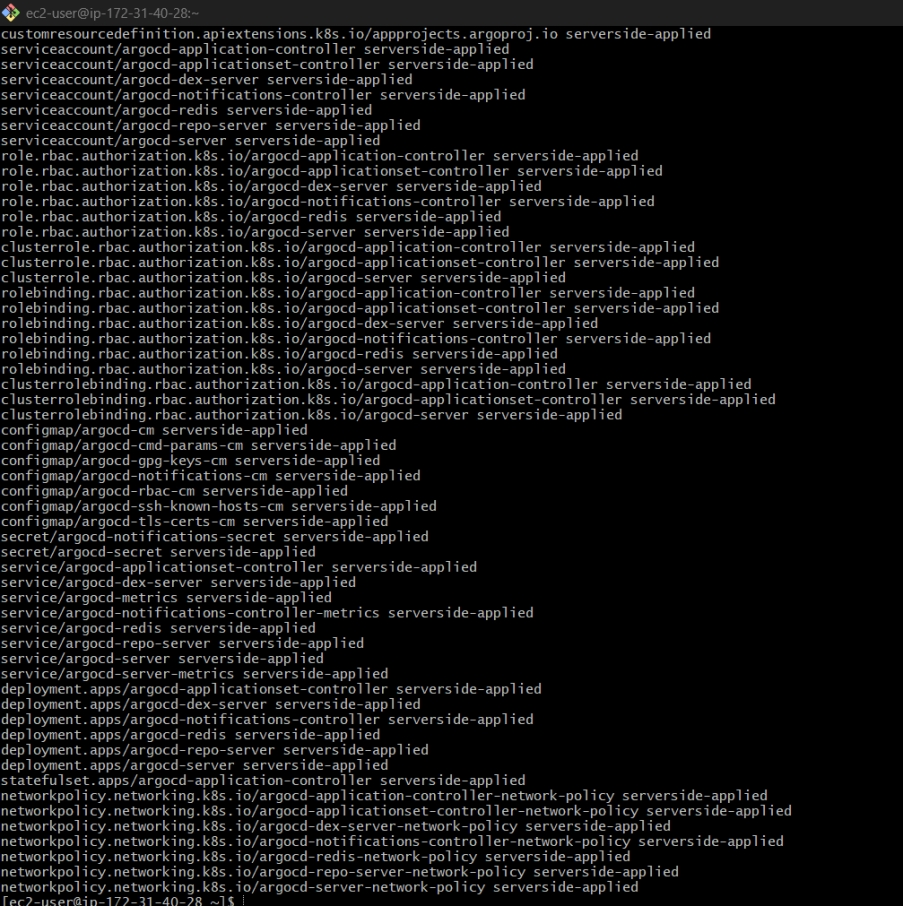 ec2-user@ip-172-31-40-28:~
customresourcedefinition.apiextensions.k8s.io/appprojects.argoproj.io serverside-applied
serviceaccount/argocd-application-controller serverside-applied
serviceaccount/argocd-applicationset-controller serverside-applied
serviceaccount/argocd-dex-server serverside-applied
serviceaccount/argocd-notifications-controller serverside-applied
serviceaccount/argocd-redis serverside-applied
serviceaccount/argocd-repo-server serverside-applied
serviceaccount/argocd-server serverside-applied
role.rbac.authorization.k8s.io/argocd-application-controller serverside-applied
role.rbac.authorization.k8s.io/argocd-applicationset-controller serverside-applied
role.rbac.authorization.k8s.io/argocd-dex-server serverside-applied
role.rbac.authorization.k8s.io/argocd-notifications-controller serverside-applied
role.rbac.authorization.k8s.io/argocd-redis serverside-applied
role.rbac.authorization.k8s.io/argocd-server serverside-applied
clusterrole.rbac.authorization.k8s.io/argocd-application-controller serverside-applied
clusterrole.rbac.authorization.k8s.io/argocd-applicationset-controller serverside-applied
clusterrole.rbac.authorization.k8s.io/argocd-server serverside-applied
rolebinding.rbac.authorization.k8s.io/argocd-application-controller serverside-applied
rolebinding.rbac.authorization.k8s.io/argocd-applicationset-controller serverside-applied
rolebinding.rbac.authorization.k8s.io/argocd-dex-server serverside-applied
rolebinding.rbac.authorization.k8s.io/argocd-notifications-controller serverside-applied
rolebinding.rbac.authorization.k8s.io/argocd-redis serverside-applied
rolebinding.rbac.authorization.k8s.io/argocd-server serverside-applied
clusterrolebinding.rbac.authorization.k8s.io/argocd-application-controller serverside-applied
clusterrolebinding.rbac.authorization.k8s.io/argocd-applicationset-controller serverside-applied
clusterrolebinding.rbac.authorization.k8s.io/argocd-server serverside-applied
configmap/argocd-cm serverside-applied
configmap/argocd-cmd-params-cm serverside-applied
configmap/argocd-gpg-keys-cm serverside-applied
configmap/argocd-notifications-cm serverside-applied
configmap/argocd-rbac-cm serverside-applied
configmap/argocd-ssh-known-hosts-cm serverside-applied
configmap/argocd-tls-certs-cm serverside-applied
secret/argocd-notifications-secret serverside-applied
secret/argocd-secret serverside-applied
service/argocd-applicationset-controller serverside-applied
service/argocd-dex-server serverside-applied
service/argocd-metrics serverside-applied
service/argocd-notifications-controller-metrics serverside-applied
service/argocd-redis serverside-applied
service/argocd-repo-server serverside-applied
service/argocd-server serverside-applied
service/argocd-server-metrics serverside-applied
deployment.apps/argocd-applicationset-controller serverside-applied
deployment.apps/argocd-dex-server serverside-applied
deployment.apps/argocd-notifications-controller serverside-applied
deployment.apps/argocd-redis serverside-applied
deployment.apps/argocd-repo-server serverside-applied
deployment.apps/argocd-server serverside-applied
statefulset.apps/argocd-application-controller serverside-applied
networkpolicy.networking.k8s.io/argocd-application-controller-network-policy serverside-applied
networkpolicy.networking.k8s.io/argocd-applicationset-controller-network-policy serverside-applied
networkpolicy.networking.k8s.io/argocd-dex-server-network-policy serverside-applied
networkpolicy.networking.k8s.io/argocd-notifications-controller-network-policy serverside-applied
networkpolicy.networking.k8s.io/argocd-redis-network-policy serverside-applied
networkpolicy.networking.k8s.io/argocd-repo-server-network-policy serverside-applied
networkpolicy.networking.k8s.io/argocd-server-network-policy serverside-applied
[ec2-user@ip-172-31-40-28 ~]$